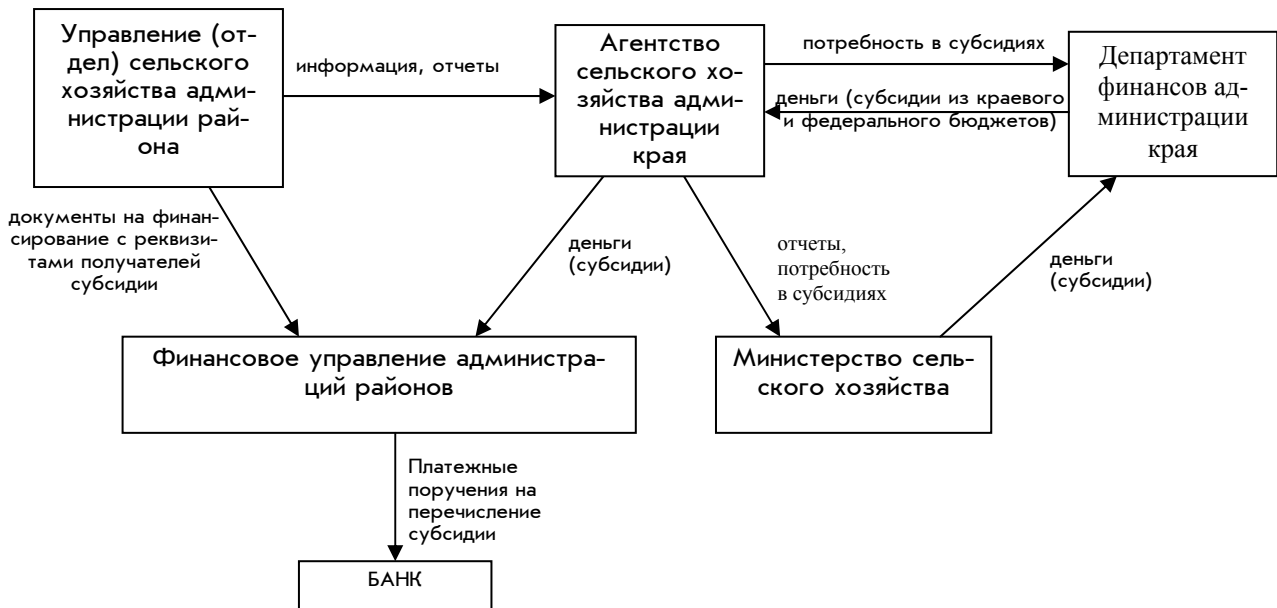 Управление (от-
дел) сельского
хозяйства адми-
нистрации рай-
она
информация, отчеты
Агентство
сельского хо-
зяйства адми-
нистрации
края
потребность в субсидиях
деньги (субсидии из краевого
и федерального бюджетов)
Департамент
финансов ад-
министрации
края
документы на финан-
сирование с реквизи-
тами получателей
субсидии
деньги
(субсидии)
отчеты,
потребность
в субсидиях
деньги
(субсидии)
Финансовое управление администра-
ций районов
Министерство сель-
ского хозяйства
Платежные
поручения на
перечисление
субсидии
БАНК